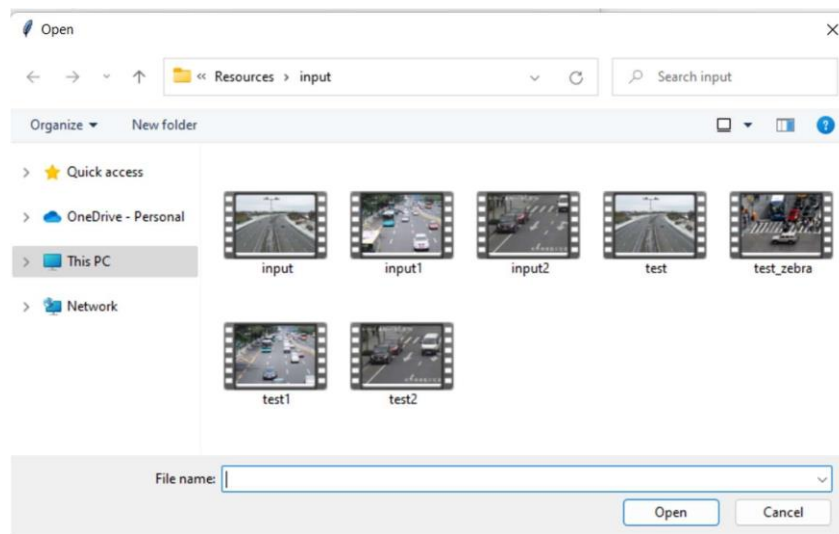 Open
« Resources > input
Search input
Organize
New folder
Quick access
OneDrive - Personal
This PC
Network
input
input1
input2
test
test_zebra
test1
test2
File name:
Open
Cancel